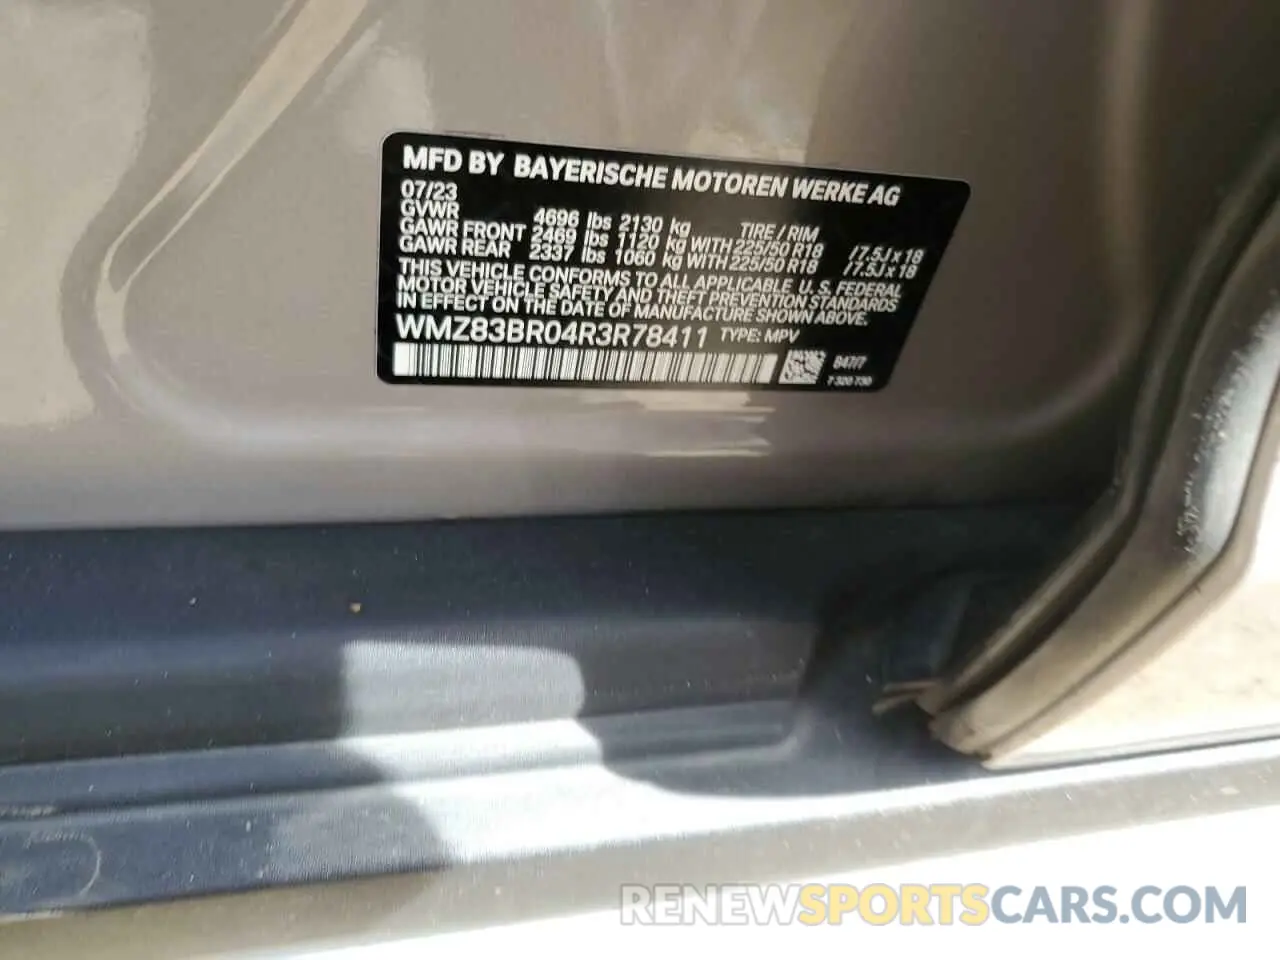 MFD BY BAYERISCHE MOTOREN WERKE AG
07/23
GVWR 4696 lbs 2130 kg TIRE / RIM
GAWR FRONT 2469 lbs 1120 kg WITH 225/50 R18 /7.5J x 18
GAWR REAR 2337 lbs 1060 kg WITH 225/50 R18 /7.5J x 18
THIS VEHICLE CONFORMS TO ALL APPLICABLE U. S. FEDERAL
MOTOR VEHICLE SAFETY AND THEFT PREVENTION STANDARDS
IN EFFECT ON THE DATE OF MANUFACTURE SHOWN ABOVE.
WMZ83BR04R3R78411 TYPE: MPV
7 320 730
RENEWSPORTSCARS.COM